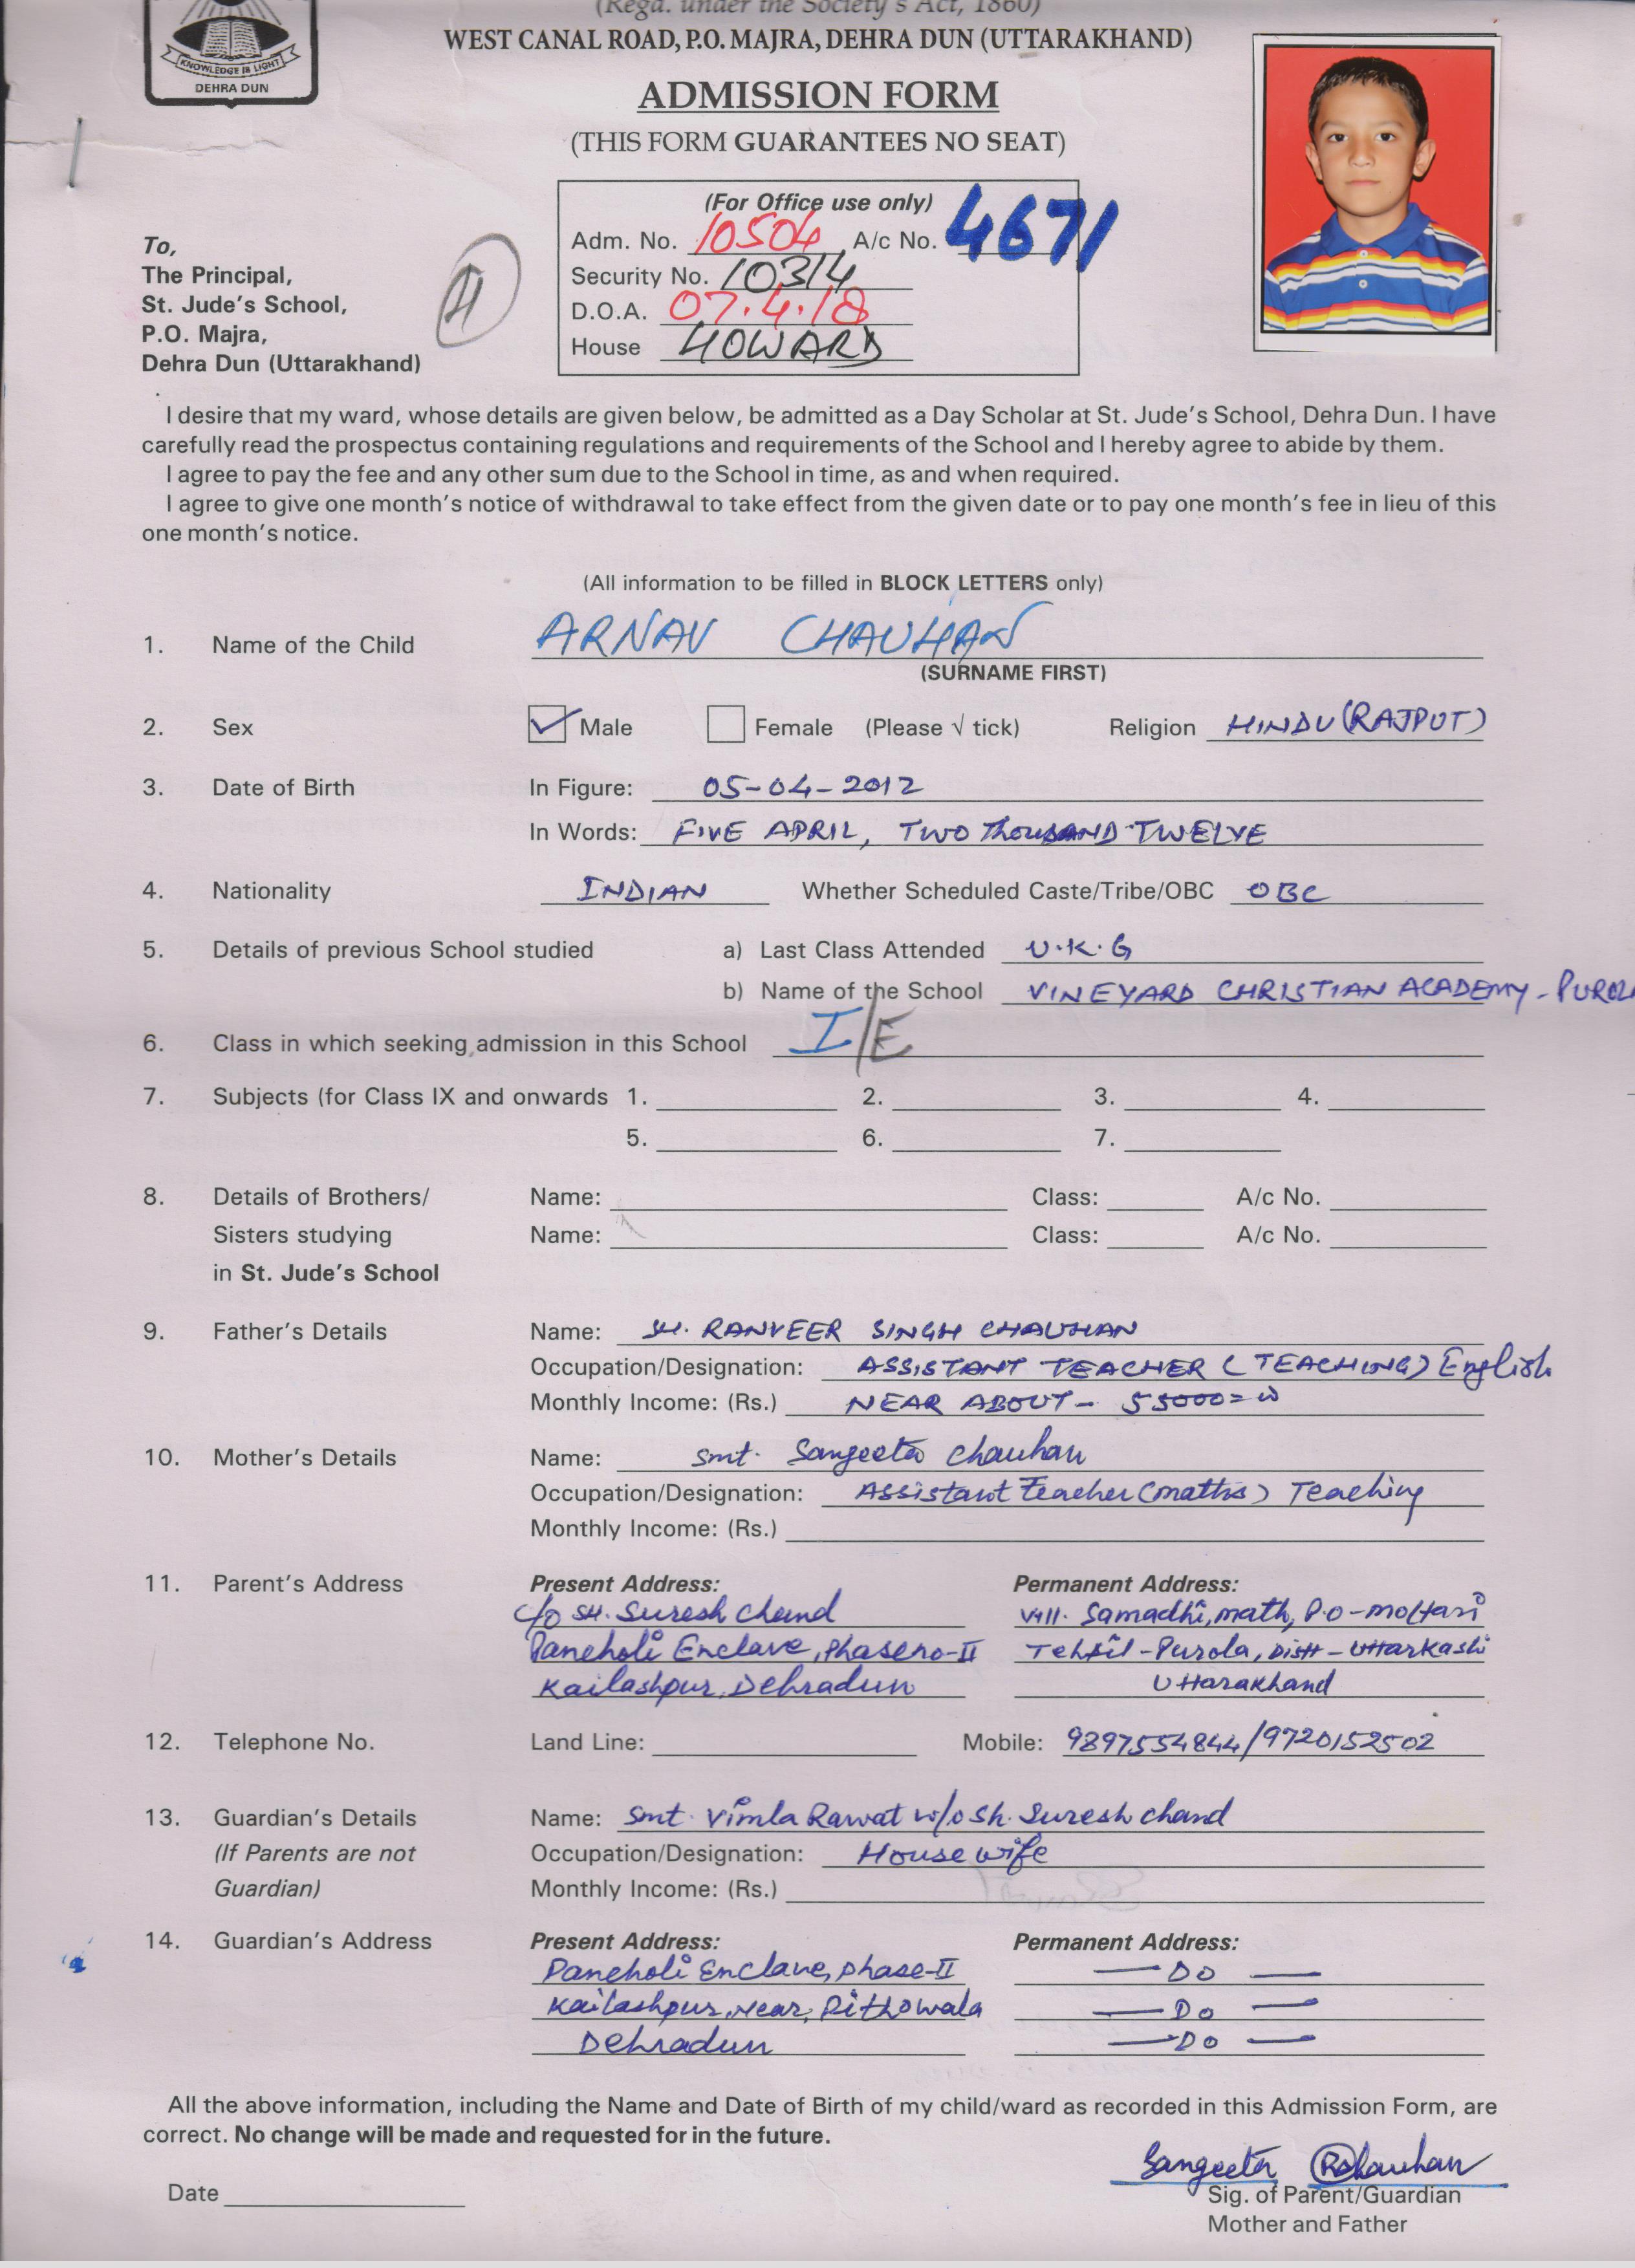 (Regd. under the Society's Act, 1860)
WEST CANAL ROAD, P.O. MAJRA, DEHRA DUN (UTTARAKHAND)
KNOWLEDGE IS LIGHT
DEHRA DUN
ADMISSION FORM
(THIS FORM GUARANTEES NO SEAT)
(For Office use only)
Adm. No. 10504 A/c No. 4671
Security No. 10314
D.O.A. 07.4.18
House HOWARD
To,
The Principal,
St. Jude's School,
P.O. Majra,
Dehra Dun (Uttarakhand)
I desire that my ward, whose details are given below, be admitted as a Day Scholar at St. Jude's School, Dehra Dun. I have
carefully read the prospectus containing regulations and requirements of the School and I hereby agree to abide by them.
I agree to pay the fee and any other sum due to the School in time, as and when required.
I agree to give one month's notice of withdrawal to take effect from the given date or to pay one month's fee in lieu of this
one month's notice.
(All information to be filled in BLOCK LETTERS only)
1. Name of the Child ARNAV CHAUHAN
(SURNAME FIRST)
2. Sex Male Female (Please √ tick) Religion HINDU (RAJPUT)
3. Date of Birth In Figure: 05-04-2012
In Words: FIVE APRIL, TWO THOUSAND TWELVE
4. Nationality INDIAN Whether Scheduled Caste/Tribe/OBC OBC
5. Details of previous School studied a) Last Class Attended U.K.G
b) Name of the School VINEYARD CHRISTIAN ACADEMY -
6. Class in which seeking admission in this School I/E
7. Subjects (for Class IX and onwards 1. 2. 3. 4.
5. 6. 7.
8. Details of Brothers/ Name: Class: A/c No.
Sisters studying Name: Class: A/c No.
in St. Jude's School
9. Father's Details Name: SH. RANVEER SINGH CHAUHAN
Occupation/Designation: ASSISTANT TEACHER (TEACHING) English
Monthly Income: (Rs.) NEAR ABOUT - 55000=00
10. Mother's Details Name: Smt. Sangeeta Chauhan
Occupation/Designation: Assistant Teacher (maths) Teaching
Monthly Income: (Rs.)
11. Parent's Address Present Address: Permanent Address:
c/o SH. Suresh Chand Vill. Samadhi, math, P.O-moltari
Pancholi Enclave, Phase no-II Tehsil-Purola, Distt-Uttarkashi
Kailashpur, Dehradun Uttarakhand
12. Telephone No. Land Line: Mobile: 9897554844/9720152502
13. Guardian's Details Name: Smt. Vimla Rawat w/o Sh. Suresh chand
(If Parents are not Occupation/Designation: House wife
Guardian) Monthly Income: (Rs.)
14. Guardian's Address Present Address: Permanent Address:
Pancholi Enclave, phase-II — DO —
Kailashpur, Near, Pithowala — DO —
Dehradun — DO —
All the above information, including the Name and Date of Birth of my child/ward as recorded in this Admission Form, are
correct. No change will be made and requested for in the future.
Sangeeta RSChauhan
Date Sig. of Parent/Guardian
Mother and Father